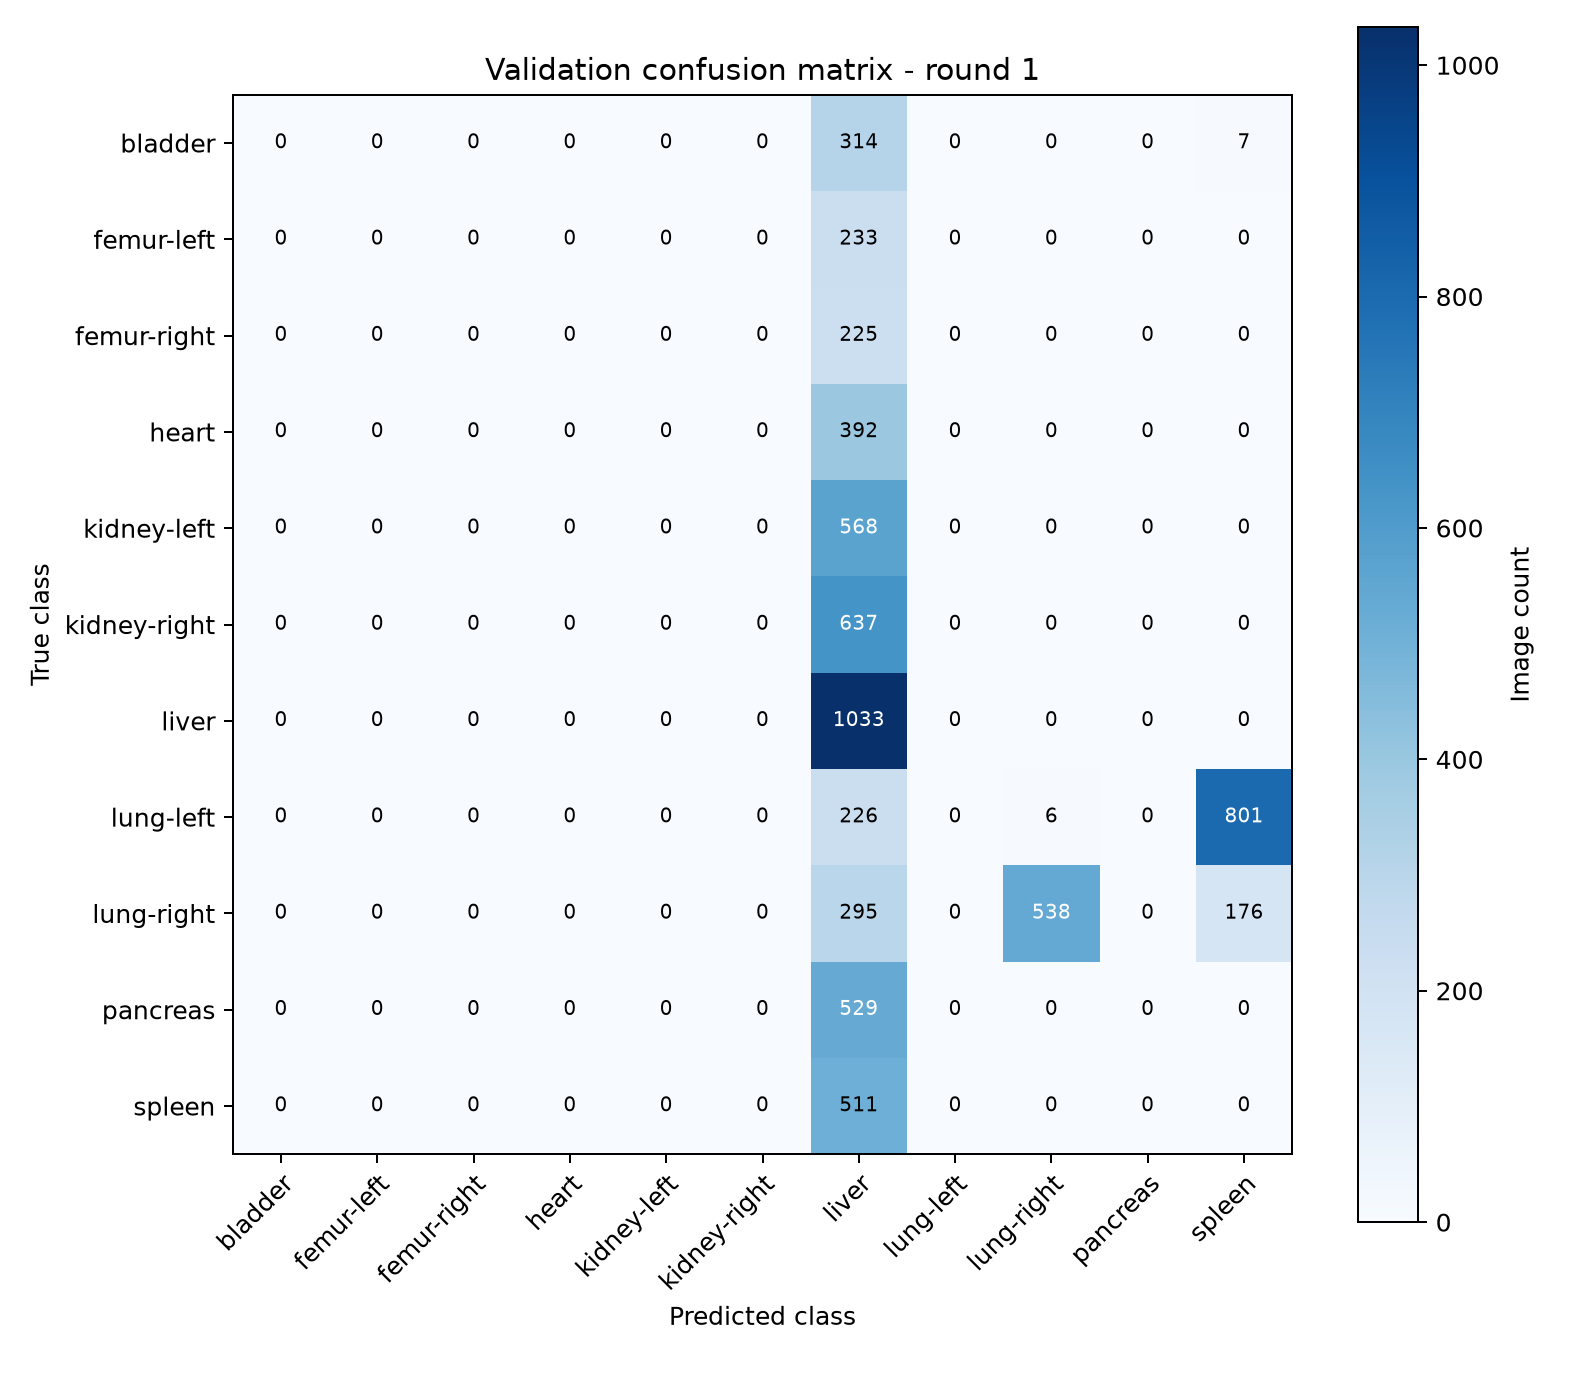 Validation confusion matrix - round 1
1000
800
600
400
200
0
Image count
True class
bladder 0 0 0 0 0 0 314 0 0 0 7
femur-left 0 0 0 0 0 0 233 0 0 0 0
femur-right 0 0 0 0 0 0 225 0 0 0 0
heart 0 0 0 0 0 0 392 0 0 0 0
kidney-left 0 0 0 0 0 0 568 0 0 0 0
kidney-right 0 0 0 0 0 0 637 0 0 0 0
liver 0 0 0 0 0 0 1033 0 0 0 0
lung-left 0 0 0 0 0 0 226 0 6 0 801
lung-right 0 0 0 0 0 0 295 0 538 0 176
pancreas 0 0 0 0 0 0 529 0 0 0 0
spleen 0 0 0 0 0 0 511 0 0 0 0
bladder femur-left femur-right heart kidney-left kidney-right liver lung-left lung-right pancreas spleen
Predicted class